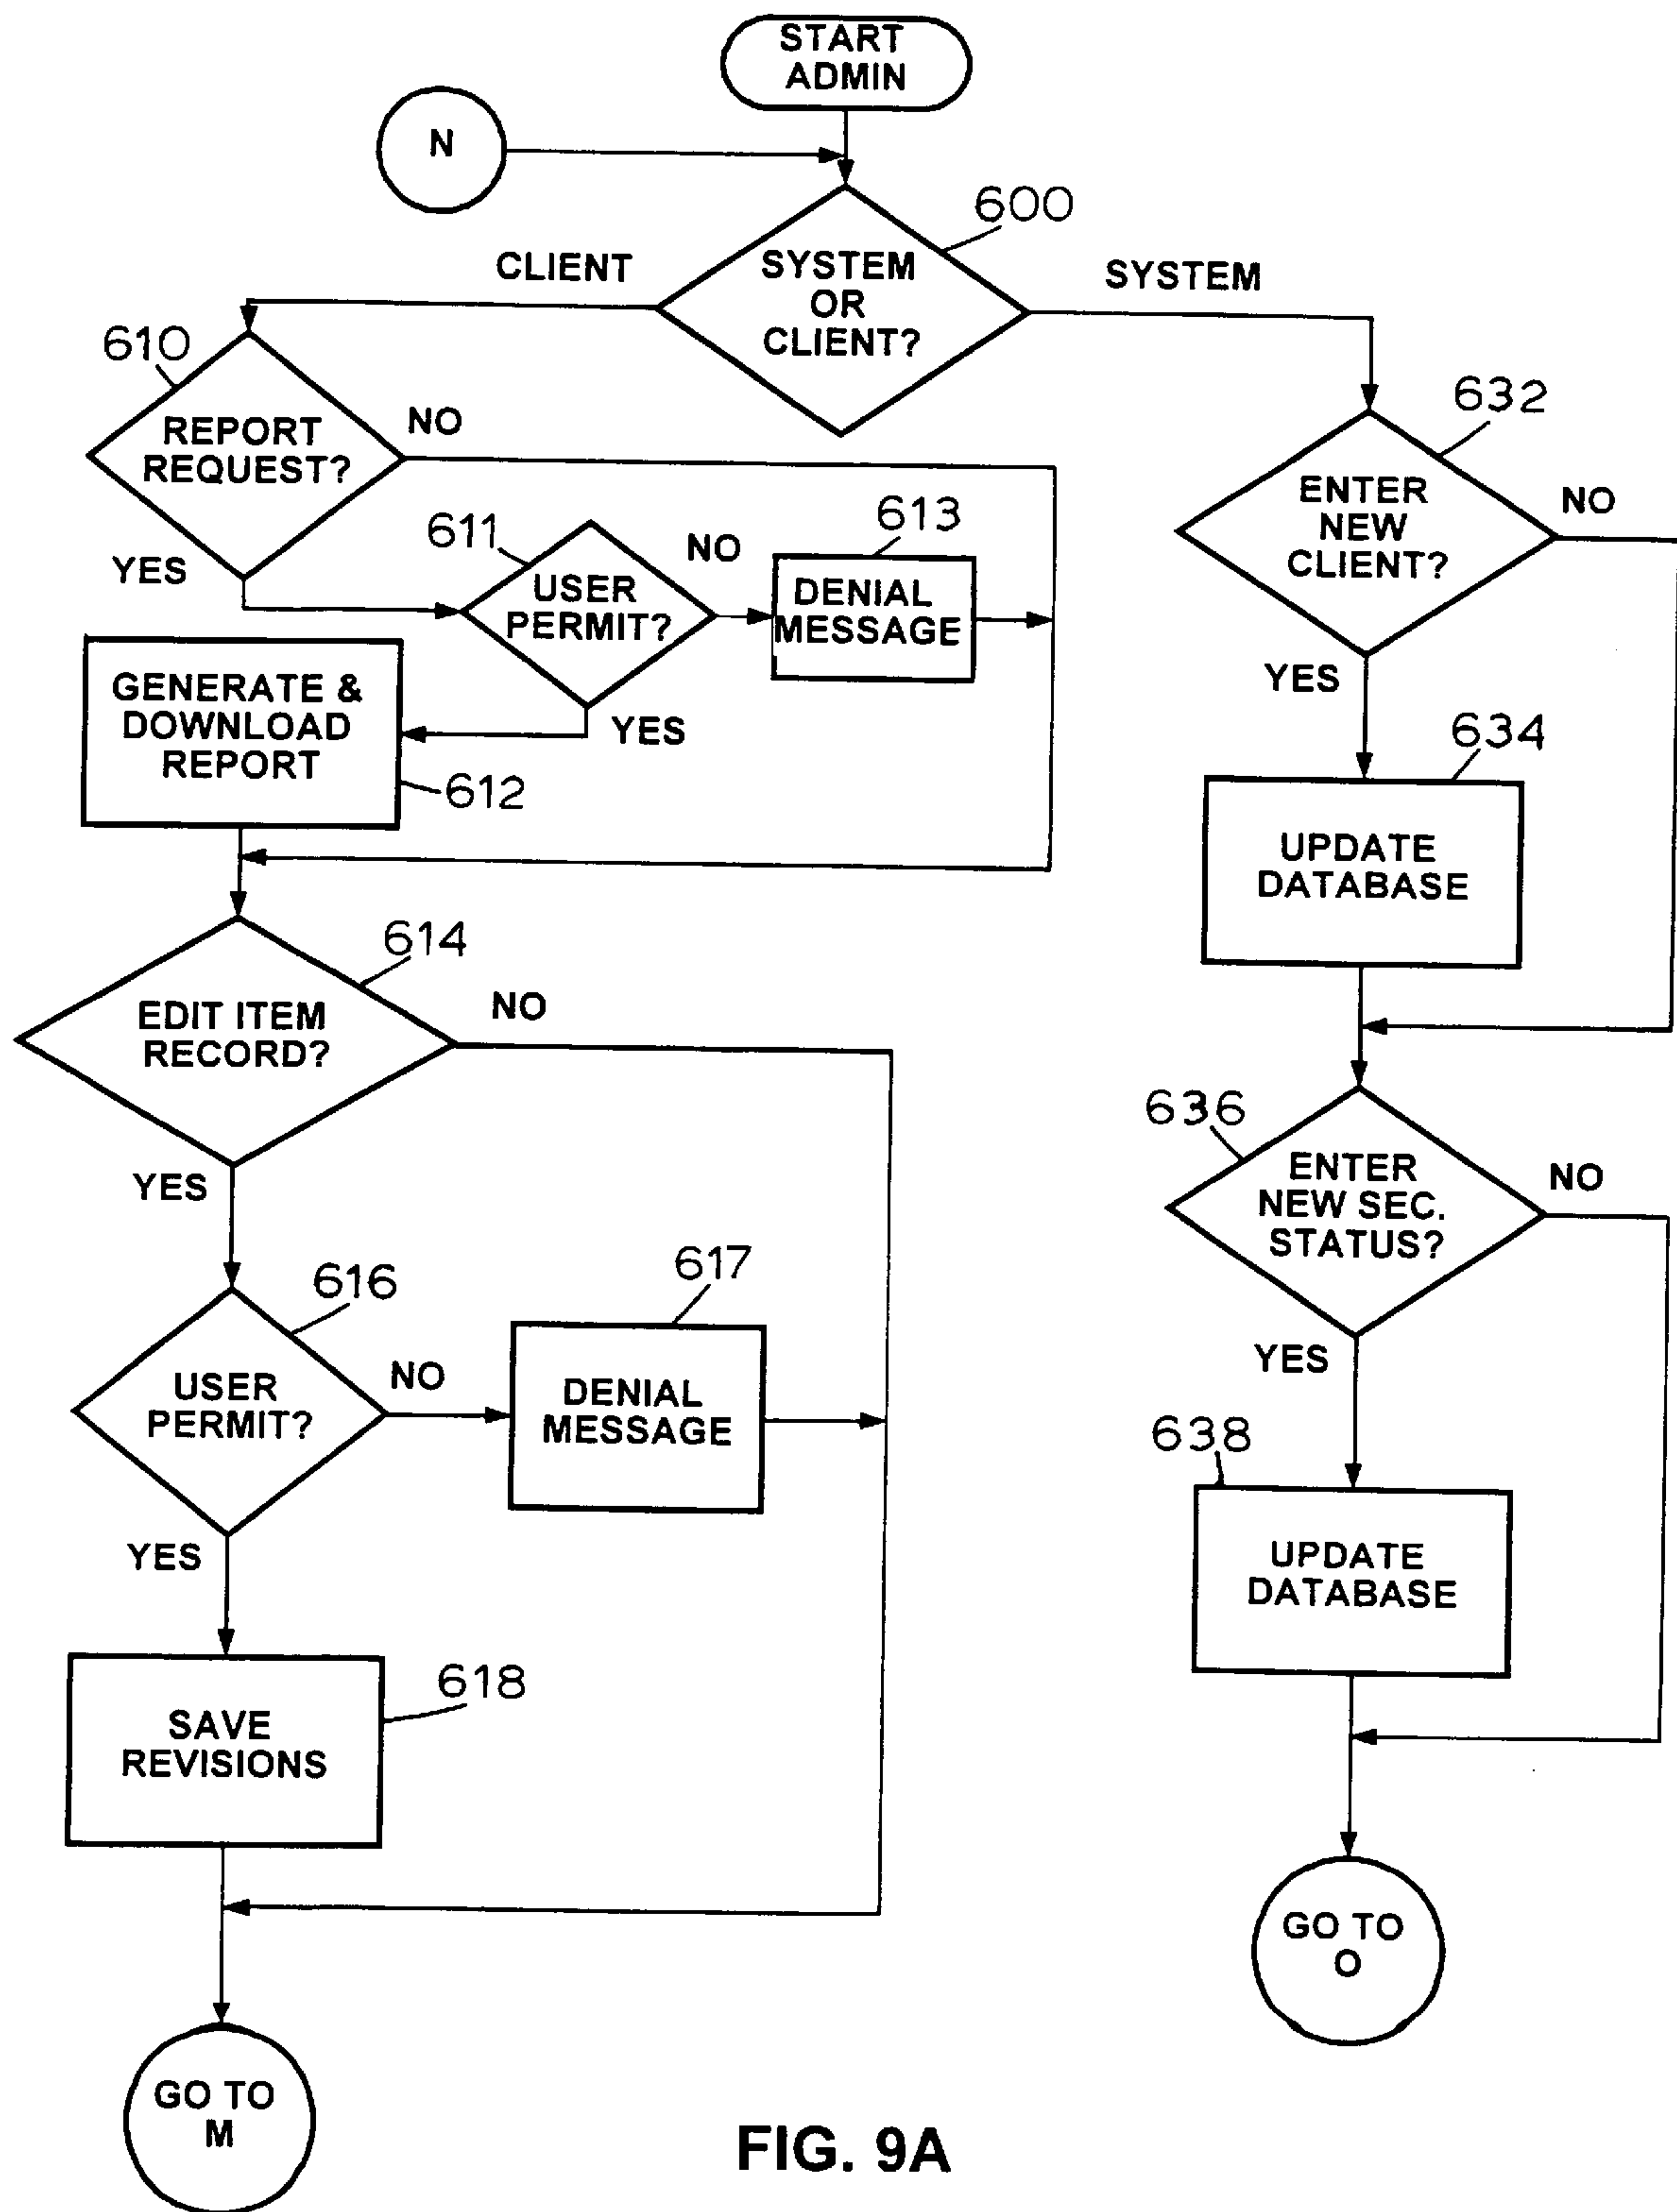 START
ADMIN
N
600
CLIENT
SYSTEM
OR
CLIENT?
SYSTEM
610
REPORT
REQUEST?
NO
632
ENTER
NEW
CLIENT?
NO
YES
611
USER
PERMIT?
NO
613
DENIAL
MESSAGE
YES
GENERATE &
DOWNLOAD
REPORT
612
YES
634
UPDATE
DATABASE
614
EDIT ITEM
RECORD?
NO
YES
636
ENTER
NEW SEC.
STATUS?
NO
YES
616
USER
PERMIT?
NO
617
DENIAL
MESSAGE
YES
638
UPDATE
DATABASE
618
SAVE
REVISIONS
GO TO
O
GO TO
M
FIG. 9A